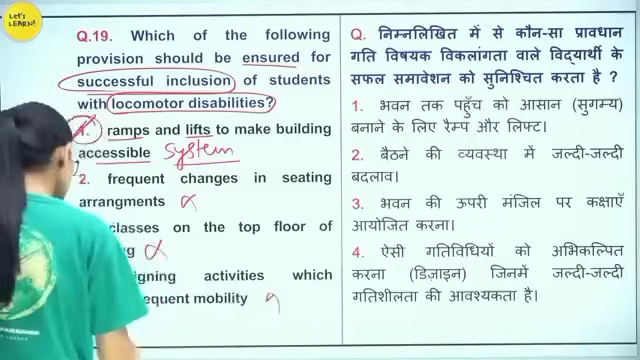 Let's
LEARN!
Q.19. Which of the following
provision should be ensured for
successful inclusion of students
with locomotor disabilities?
1. ramps and lifts to make building
accessible system
2. frequent changes in seating
arrangments
classes on the top floor of
activities which
mobility
Q. निम्नलिखित में से कौन-सा प्रावधान
गति विषयक विकलांगता वाले विद्यार्थी के
सफल समावेशन को सुनिश्चित करता है ?
1. भवन तक पहुँच को आसान (सुगम्य)
बनाने के लिए रैम्प और लिफ्ट।
2. बैठने की व्यवस्था में जल्दी-जल्दी
बदलाव।
3. भवन की ऊपरी मंजिल पर कक्षाएँ
आयोजित करना।
4. ऐसी गतिविधियों को अभिकल्पित
करना (डिज़ाइन) जिनमें जल्दी-जल्दी
गतिशीलता की आवश्यकता है।